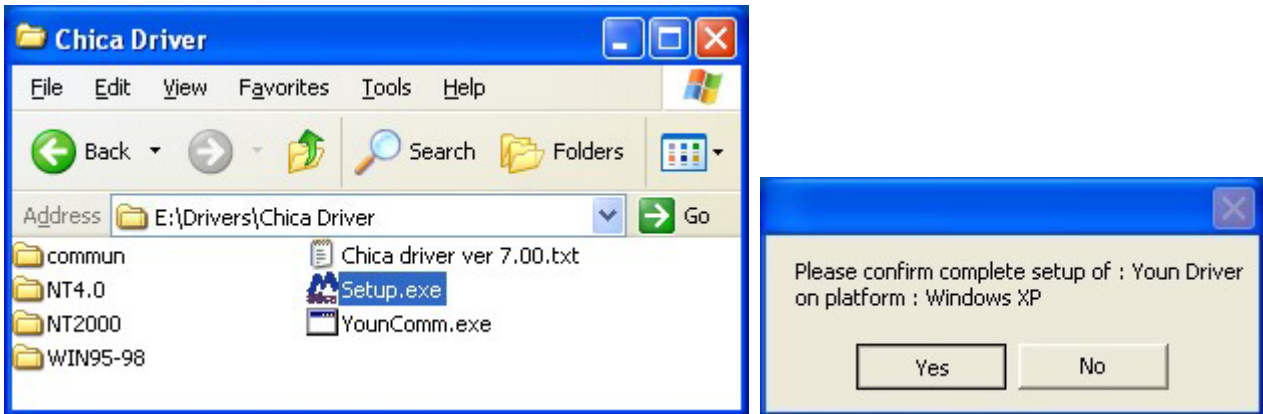 Chica Driver
File Edit View Favorites Tools Help
Back Search Folders
Address E:\Drivers\Chica Driver Go
commun
NT4.0
NT2000
WIN95-98
Chica driver ver 7.00.txt
Setup.exe
YounComm.exe
Please confirm complete setup of : Youn Driver
on platform : Windows XP
Yes No